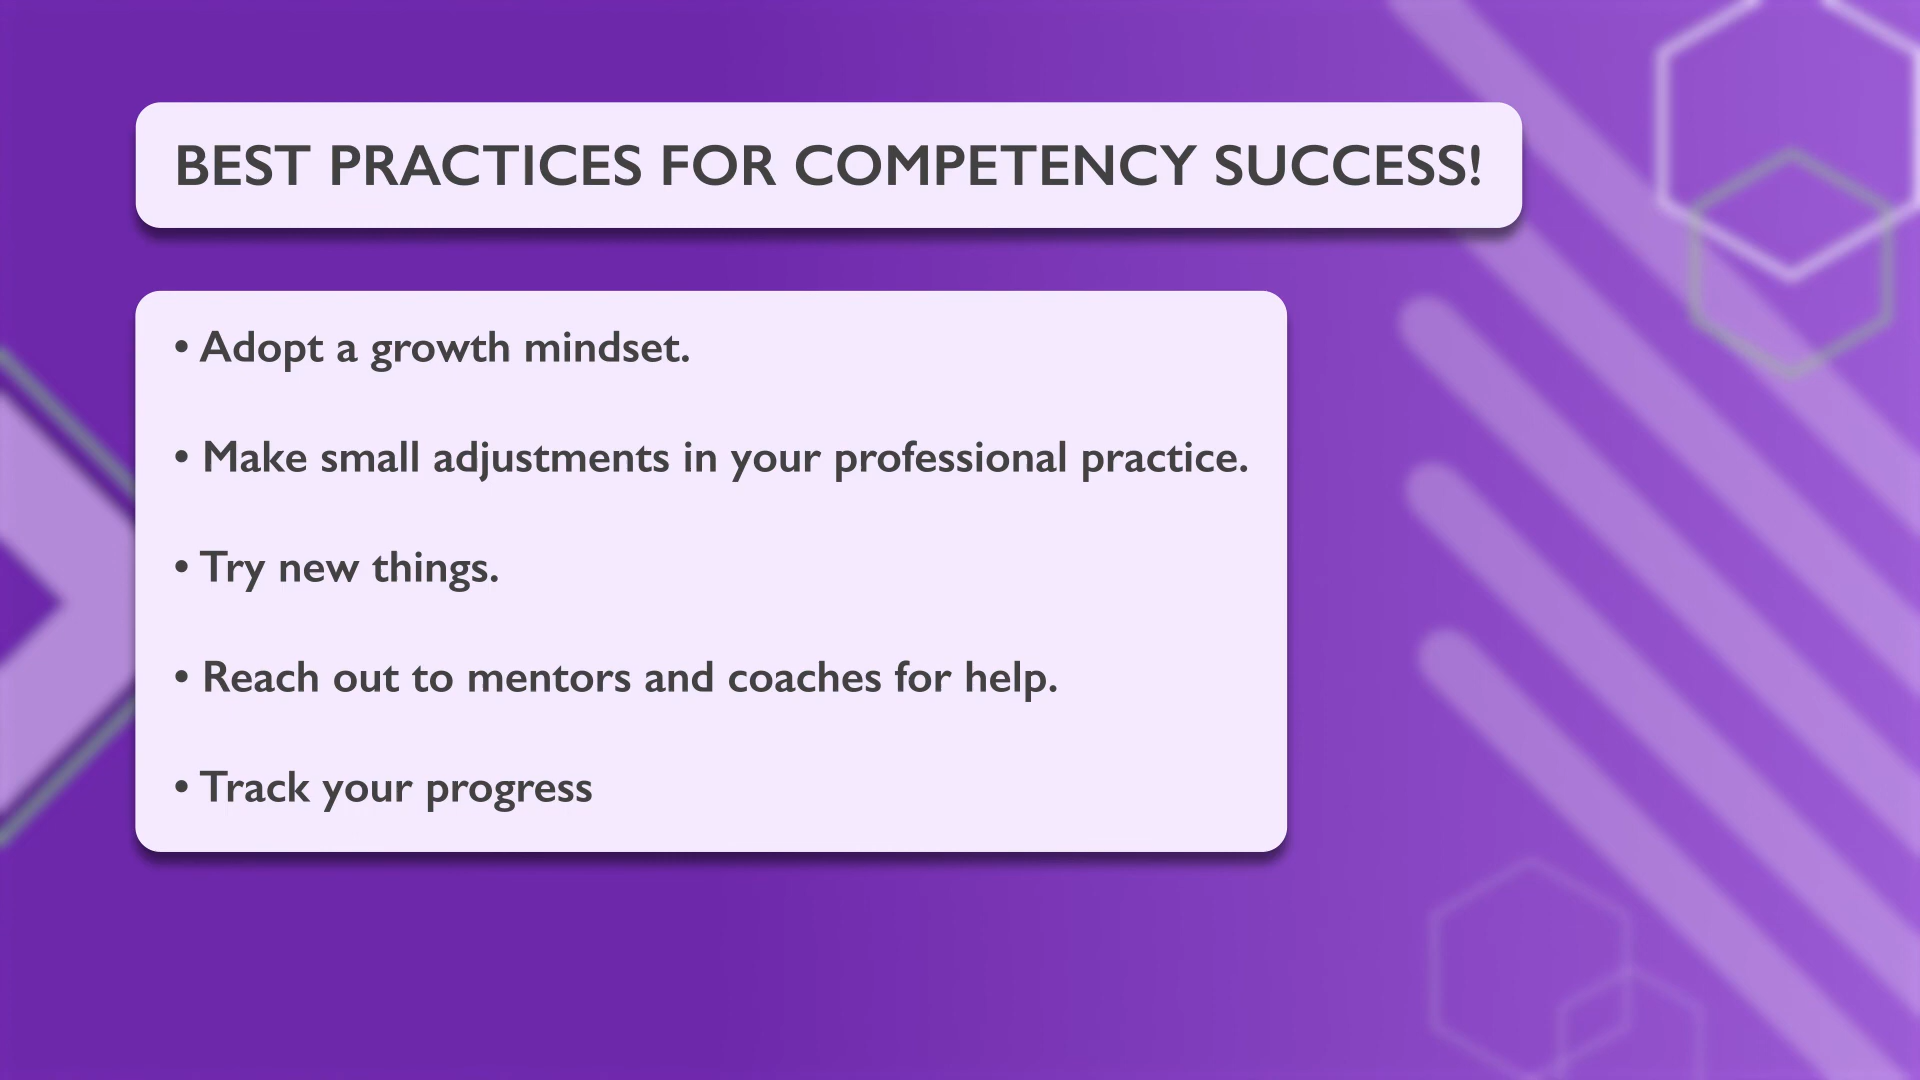 BEST PRACTICES FOR COMPETENCY SUCCESS!
• Adopt a growth mindset.
• Make small adjustments in your professional practice.
• Try new things.
• Reach out to mentors and coaches for help.
• Track your progress